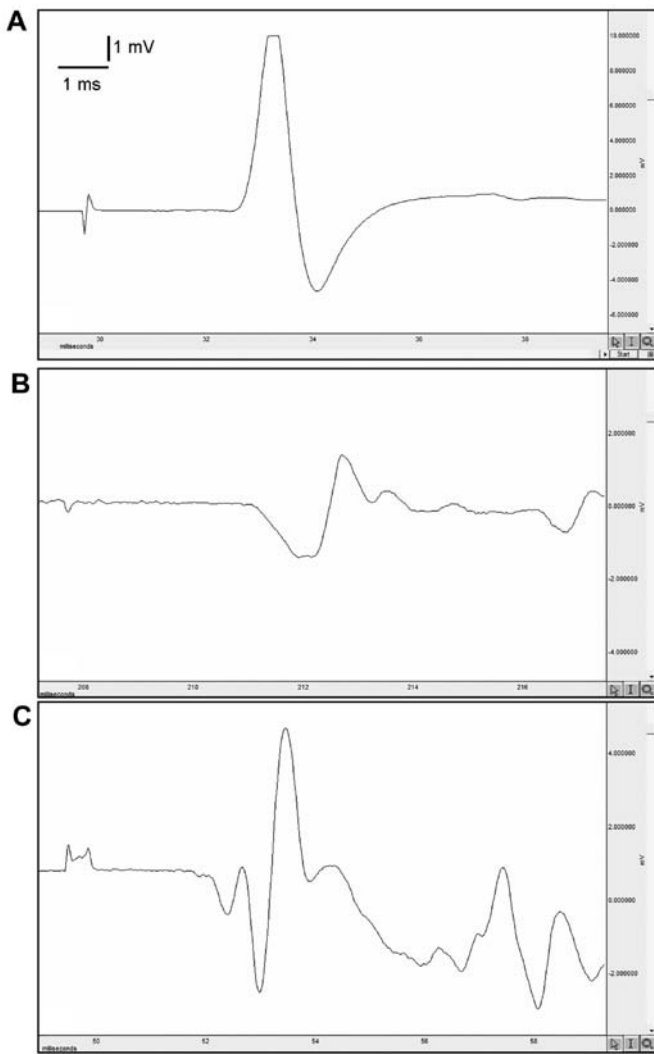 A
1 mV
1 ms
10.000000
8.000000
6.000000
4.000000
2.000000
0.000000
-2.000000
-4.000000
-6.000000
mV
30 32 34 36 38
milliseconds
Start
B
2.000000
0.000000
-2.000000
-4.000000
mV
208 210 212 214 216
milliseconds
C
4.000000
2.000000
0.000000
-2.000000
mV
50 52 54 56 58
milliseconds